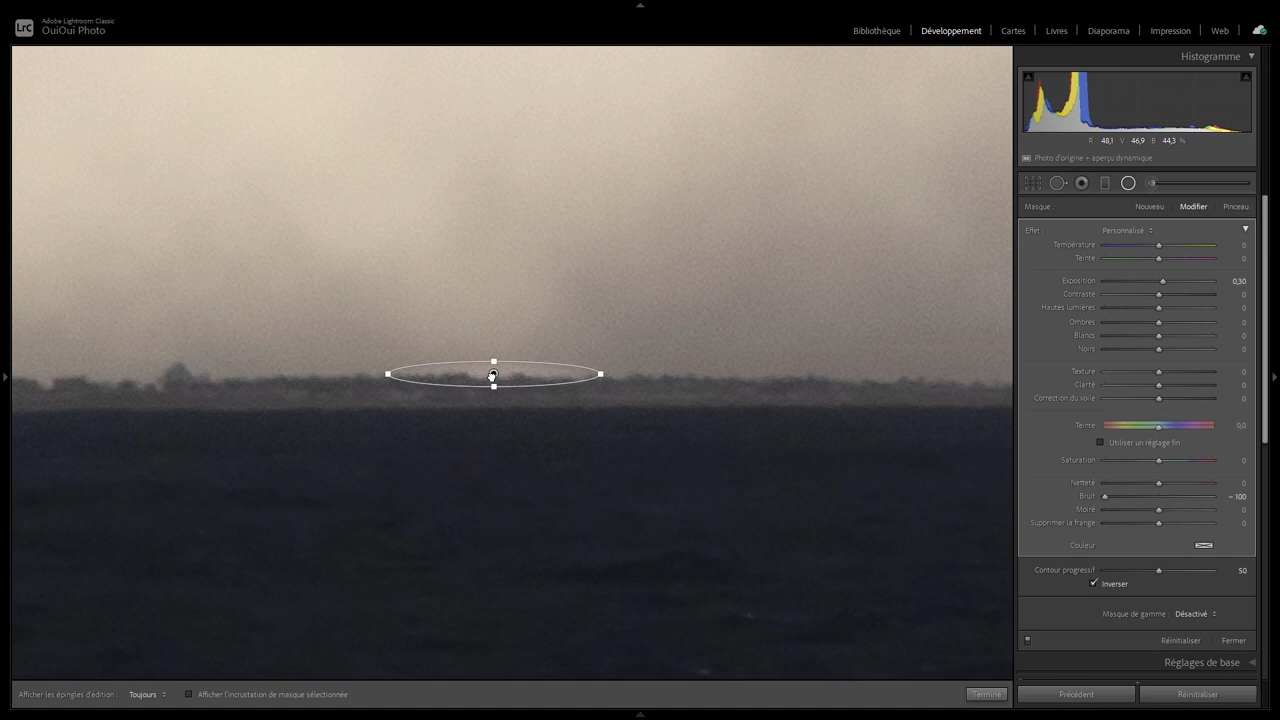 Lrc
Adobe Lightroom Classic
OuiOui Photo
Bibliothèque | Développement | Cartes | Livres | Diaporama | Impression | Web
Histogramme
R 48,1 V 46,9 B 44,3 %
Photo d'origine + aperçu dynamique
Masque : Nouveau Modifier Pinceau
Effet : Personnalisé
Température 0
Teinte 0
Exposition 0,30
Contraste 0
Hautes lumières 0
Ombres 0
Blancs 0
Noirs 0
Texture 0
Clarté 0
Correction du voile 0
Teinte 0,0
Utiliser un réglage fin
Saturation 0
Netteté 0
Bruit – 100
Moiré 0
Supprimer la frange 0
Couleur
Contour progressif 50
Inverser
Masque de gamme : Désactivé
Réinitialiser Fermer
Réglages de base
Afficher les épingles d'édition : Toujours Afficher l'incrustation de masque sélectionnée Terminé
Précédent Réinitialiser